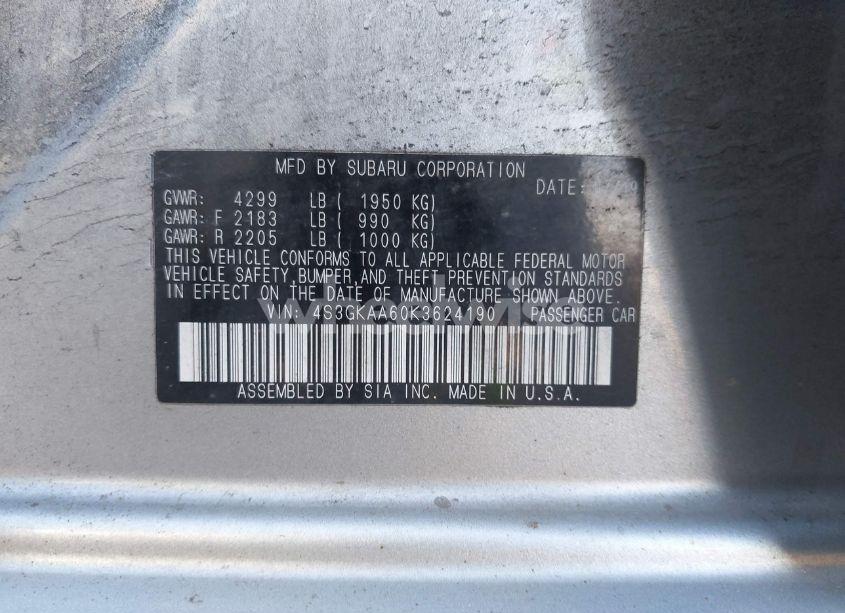 MFD BY SUBARU CORPORATION
DATE:
GVWR: 4299 LB ( 1950 KG)
GAWR: F 2183 LB ( 990 KG)
GAWR: R 2205 LB ( 1000 KG)
THIS VEHICLE CONFORMS TO ALL APPLICABLE FEDERAL MOTOR
VEHICLE SAFETY,BUMPER,AND THEFT PREVENTION STANDARDS
IN EFFECT ON THE DATE OF MANUFACTURE SHOWN ABOVE.
VIN: 4S3GKAA60K3624190 PASSENGER CAR
ASSEMBLED BY SIA INC. MADE IN U.S.A.